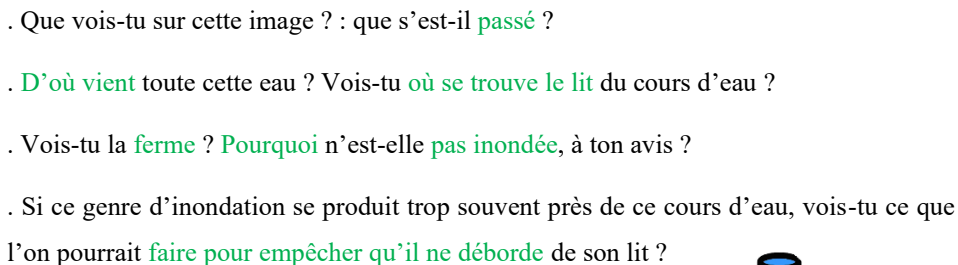 . Que vois-tu sur cette image ? : que s’est-il passé ?
. D’où vient toute cette eau ? Vois-tu où se trouve le lit du cours d’eau ?
. Vois-tu la ferme ? Pourquoi n’est-elle pas inondée, à ton avis ?
. Si ce genre d’inondation se produit trop souvent près de ce cours d’eau, vois-tu ce que
l’on pourrait faire pour empêcher qu’il ne déborde de son lit ?